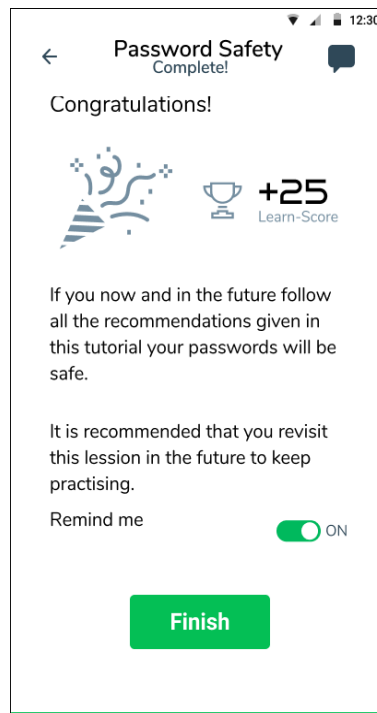 12:30
Password Safety
Complete!
Congratulations!
+25
Learn-Score
If you now and in the future follow
all the recommendations given in
this tutorial your passwords will be
safe.
It is recommended that you revisit
this lession in the future to keep
practising.
Remind me
ON
Finish